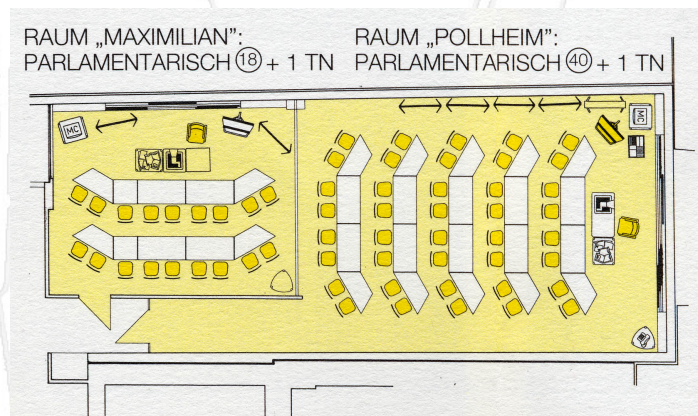 RAUM „MAXIMILIAN”:
PARLAMENTARISCH 18 + 1 TN
RAUM „POLLHEIM”:
PARLAMENTARISCH 40 + 1 TN
MC
MC